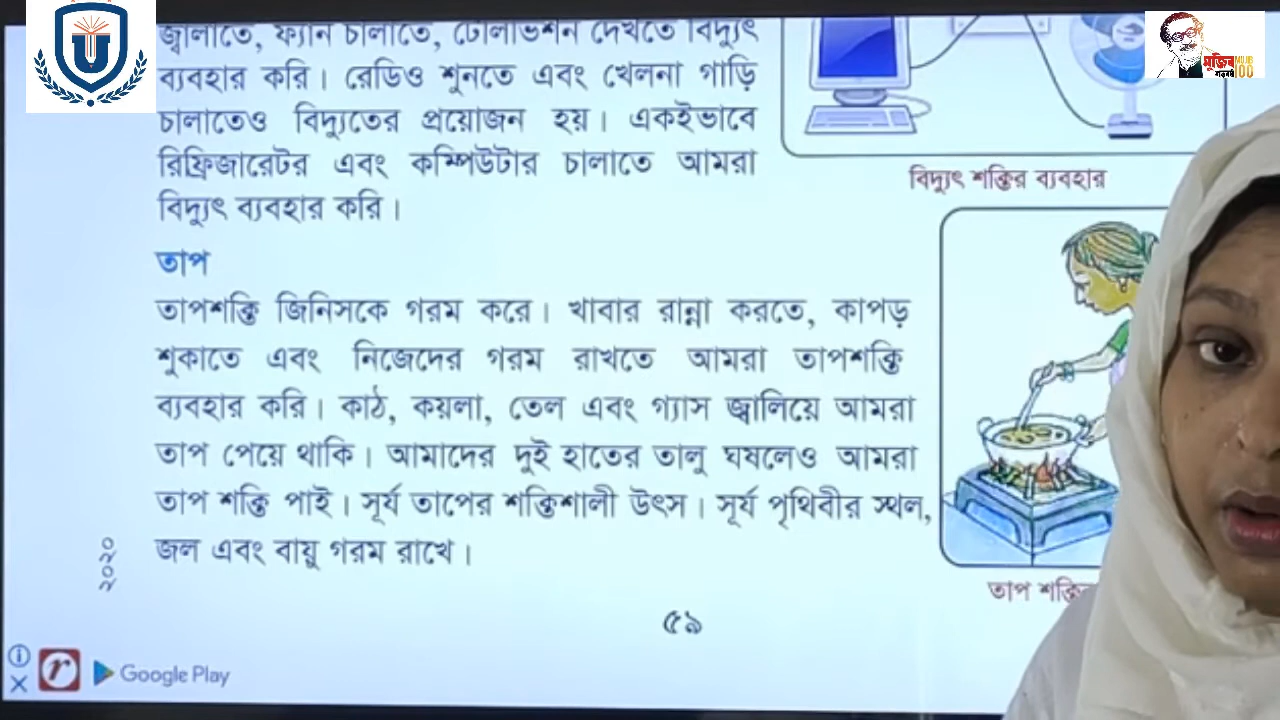 জ্বালাতে, ফ্যান চালাতে, টেলিভিশন দেখতে বিদ্যুৎ
ব্যবহার করি। রেডিও শুনতে এবং খেলনা গাড়ি
চালাতেও বিদ্যুতের প্রয়োজন হয়। একইভাবে
রিফ্রিজারেটর এবং কম্পিউটার চালাতে আমরা
বিদ্যুৎ ব্যবহার করি।
বিদ্যুৎ শক্তির ব্যবহার
তাপ
তাপশক্তি জিনিসকে গরম করে। খাবার রান্না করতে, কাপড়
শুকাতে এবং নিজেদের গরম রাখতে আমরা তাপশক্তি
ব্যবহার করি। কাঠ, কয়লা, তেল এবং গ্যাস জ্বালিয়ে আমরা
তাপ পেয়ে থাকি। আমাদের দুই হাতের তালু ঘষলেও আমরা
তাপ শক্তি পাই। সূর্য তাপের শক্তিশালী উৎস। সূর্য পৃথিবীর স্থল,
জল এবং বায়ু গরম রাখে।
তাপ
২০২০
৫৯
Google Play
মুজিব
100